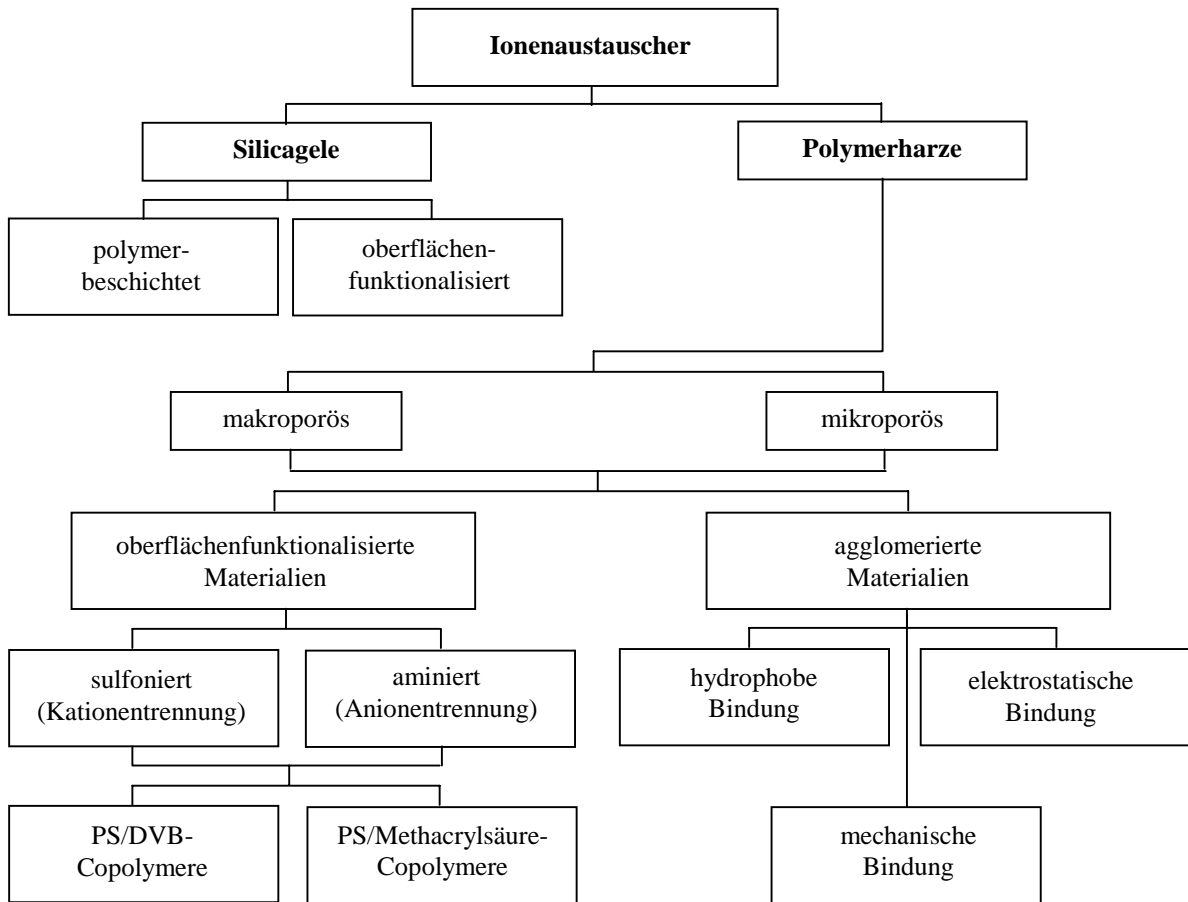 Ionenaustauscher
Silicagele
Polymerharze
polymer-
beschichtet
oberflächen-
funktionalisiert
makroporös
mikroporös
oberflächenfunktionalisierte
Materialien
agglomerierte
Materialien
sulfoniert
(Kationentrennung)
aminiert
(Anionentrennung)
hydrophobe
Bindung
elektrostatische
Bindung
PS/DVB-
Copolymere
PS/Methacrylsäure-
Copolymere
mechanische
Bindung